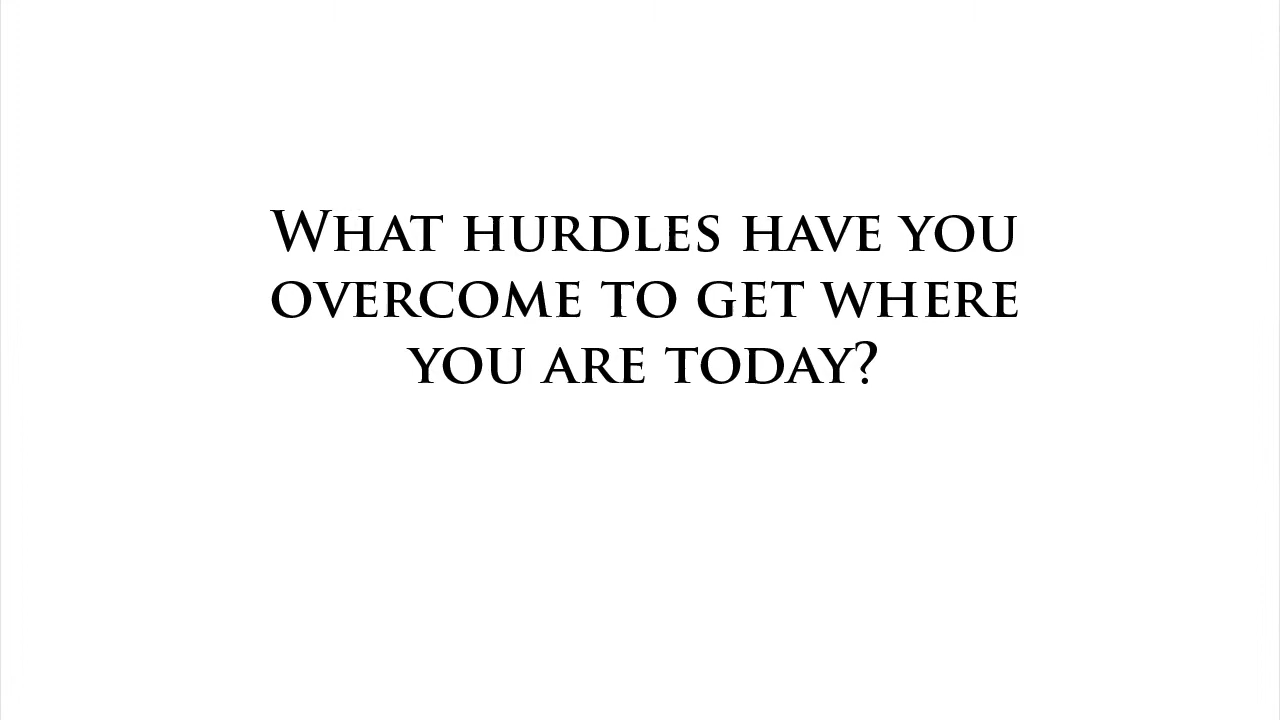 What hurdles have you
overcome to get where
you are today?